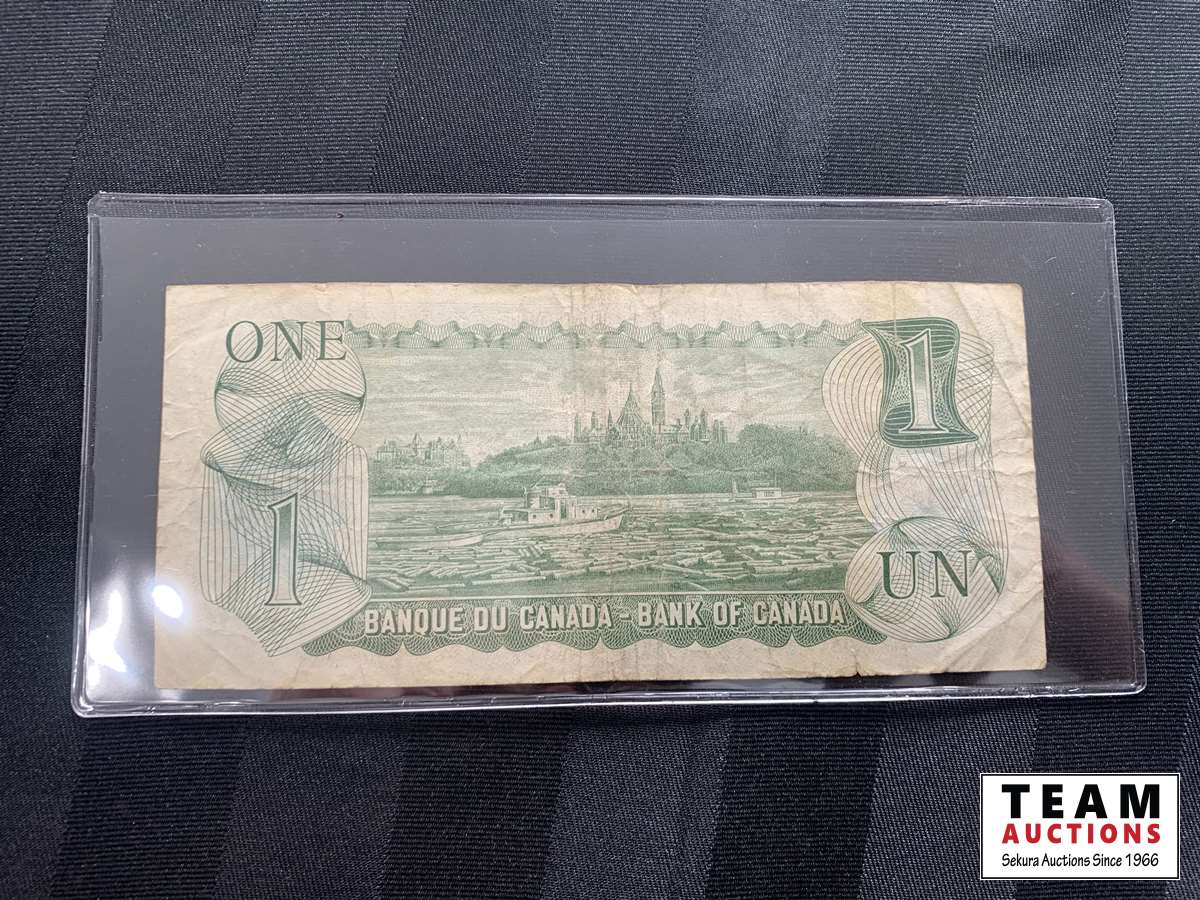 ONE
1
1
UN
BANQUE DU CANADA - BANK OF CANADA
TEAM
AUCTIONS
Sekura Auctions Since 1966